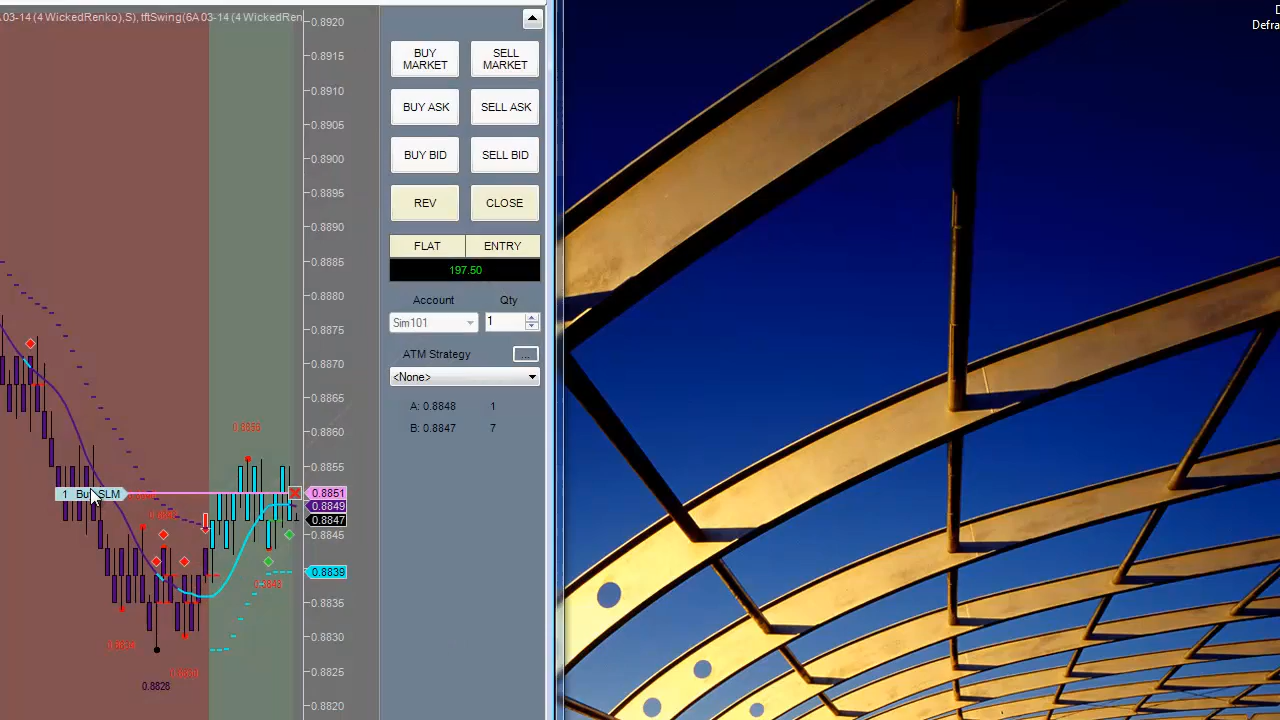 A 03-14 (4 WickedRenko),S), tftSwing(6A 03-14 (4 WickedRen
D
Defra
0.8920
0.8915
0.8910
0.8905
0.8900
0.8895
0.8890
0.8885
0.8880
0.8875
0.8870
0.8865
0.8860
0.8855
0.8851
0.8849
0.8847
0.8845
0.8839
0.8835
0.8830
0.8825
0.8820
BUY
MARKET
SELL
MARKET
BUY ASK
SELL ASK
BUY BID
SELL BID
REV
CLOSE
FLAT
ENTRY
197.50
Account
Qty
Sim101
1
ATM Strategy
...
<None>
A: 0.8848 1
B: 0.8847 7
1 Buy SLM
0.8828